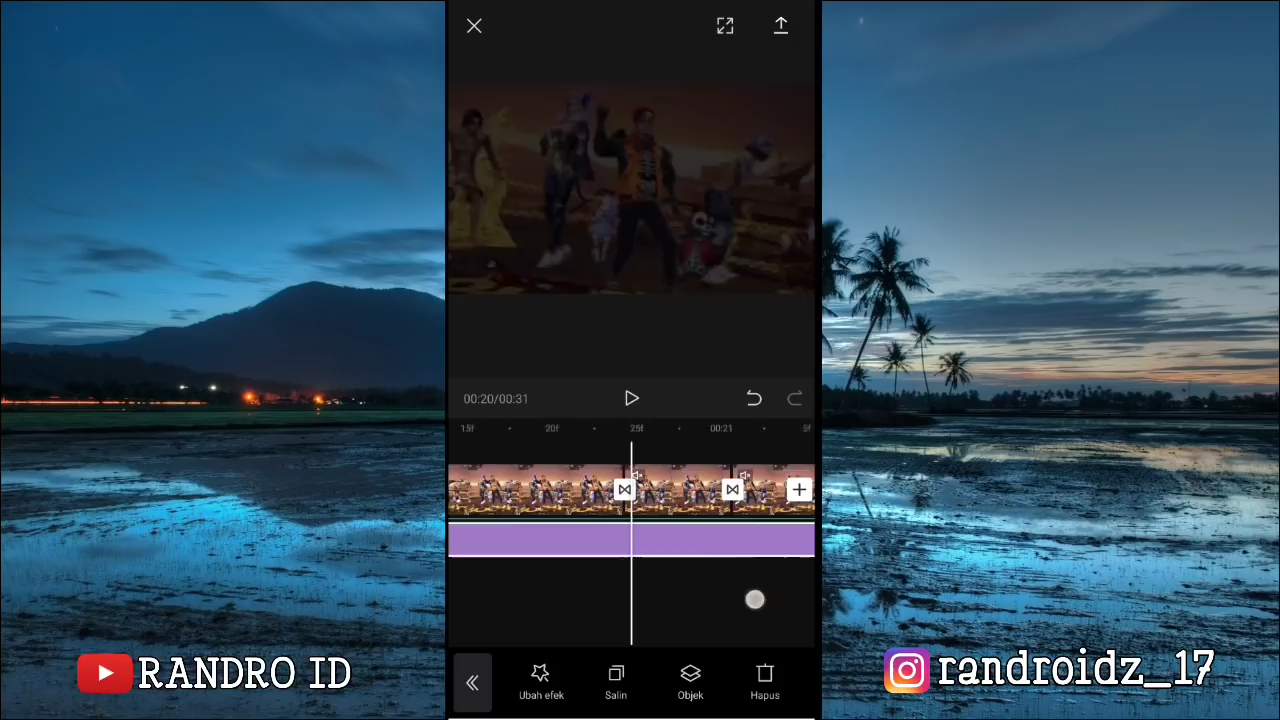 00:20/00:31
15f
20f
25f
00:21
5f
Ubah efek
Salin
Objek
Hapus
RANDRO ID
randroidz_17